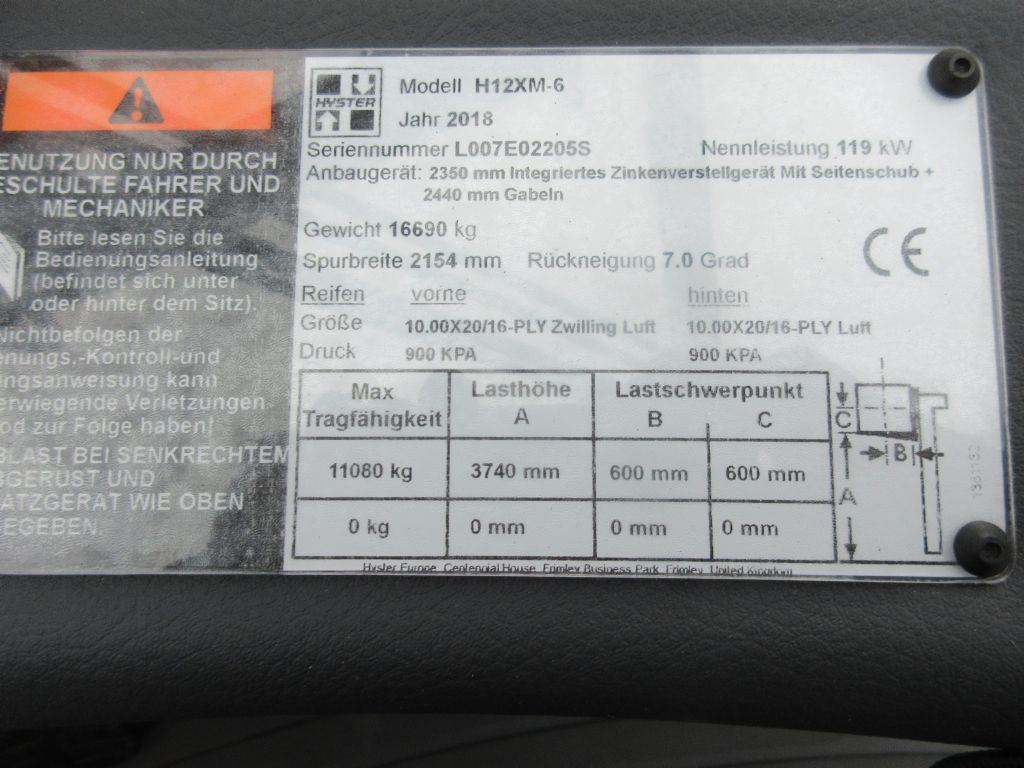 ENUTZUNG NUR DURCH
ESCHULTE FAHRER UND
MECHANIKER
Bitte lesen Sie die
Bedienungsanleitung
(befindet sich unter
oder hinter dem Sitz).
Nichtbefolgen der
enungs,-Kontroll-und
ngsanweisung kann
erwiegende Verletzungen
od zur Folge haben!
BLAST BEI SENKRECHTEM
BGERUST UND
ATZGERAT WIE OBEN
EGEBEN.
HYSTER
Modell H12XM-6
Jahr 2018
Seriennummer L007E02205S Nennleistung 119 kW
Anbaugerät: 2350 mm Integriertes Zinkenverstellgerät Mit Seitenschub +
2440 mm Gabeln
Gewicht 16690 kg
CE
Spurbreite 2154 mm Rückneigung 7.0 Grad
Reifen vorne hinten
Größe 10.00X20/16-PLY Zwilling Luft 10.00X20/16-PLY Luft
Druck 900 KPA 900 KPA
Max Lasthöhe Lastschwerpunkt
Tragfähigkeit A B C
11080 kg 3740 mm 600 mm 600 mm
0 kg 0 mm 0 mm 0 mm
C
B
A
Hyster Europe, Centennial House, Frimley Business Park, Frimley, United Kingdom